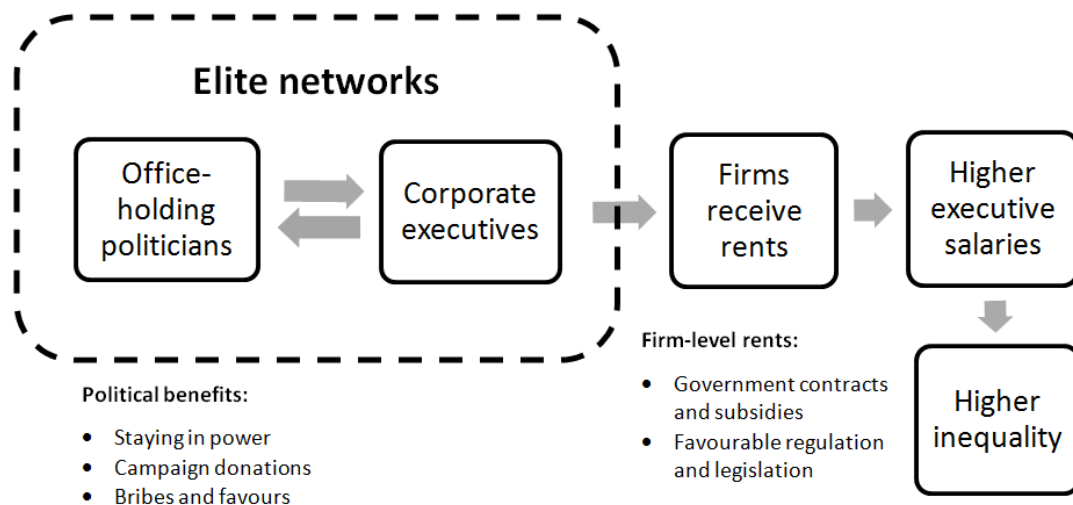 Elite networks
Office-
holding
politicians
Corporate
executives
Firms
receive
rents
Higher
executive
salaries
Firm-level rents:
• Government contracts
and subsidies
• Favourable regulation
and legislation
Higher
inequality
Political benefits:
• Staying in power
• Campaign donations
• Bribes and favours